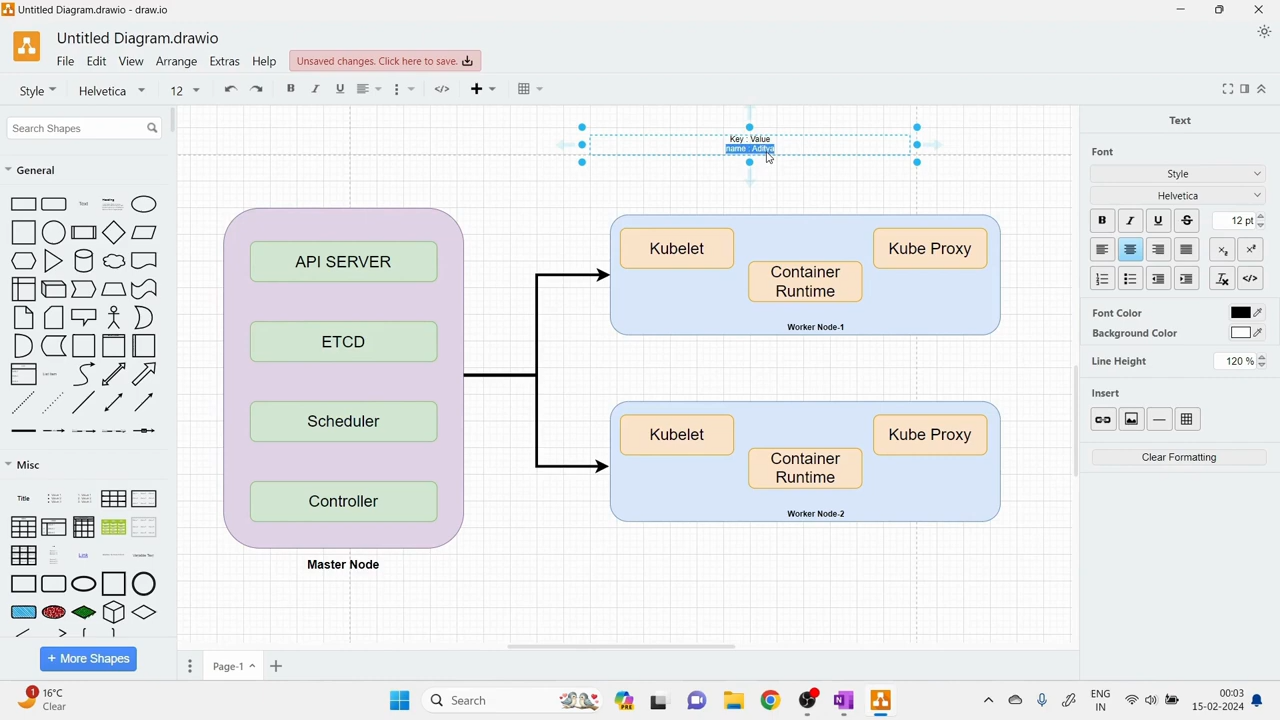 Untitled Diagram.drawio - draw.io
Untitled Diagram.drawio
File Edit View Arrange Extras Help Unsaved changes. Click here to save.
Style Helvetica 12 B I U
Search Shapes
General
Text
Misc
Title
+ More Shapes
Key : Value
name : Aditya
API SERVER
ETCD
Scheduler
Controller
Master Node
Kubelet
Kube Proxy
Container
Runtime
Worker Node-1
Kubelet
Kube Proxy
Container
Runtime
Worker Node-2
Page-1
Text
Font
Style
Helvetica
B I U S 12 pt
Font Color
Background Color
Line Height 120 %
Insert
Clear Formatting
16°C
Clear
Search
ENG
IN
00:03
15-02-2024